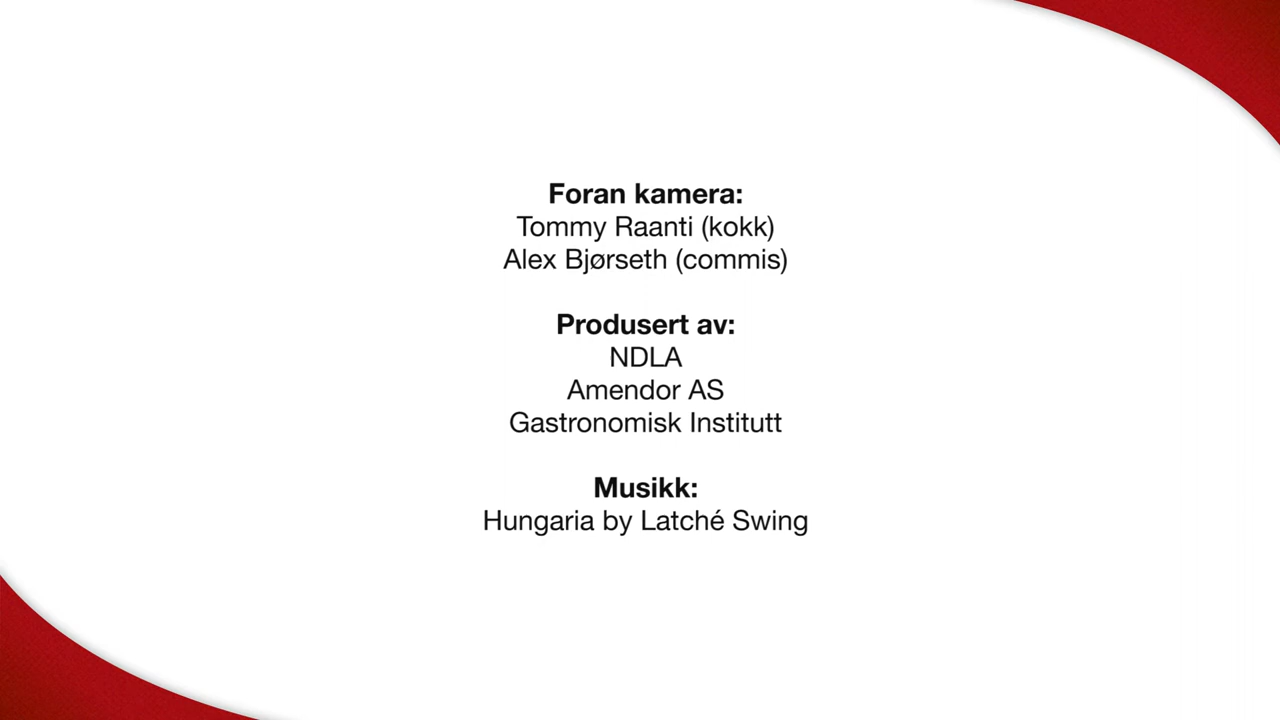 Foran kamera:
Tommy Raanti (kokk)
Alex Bjørseth (commis)
Produsert av:
NDLA
Amendor AS
Gastronomisk Institutt
Musikk:
Hungaria by Latché Swing